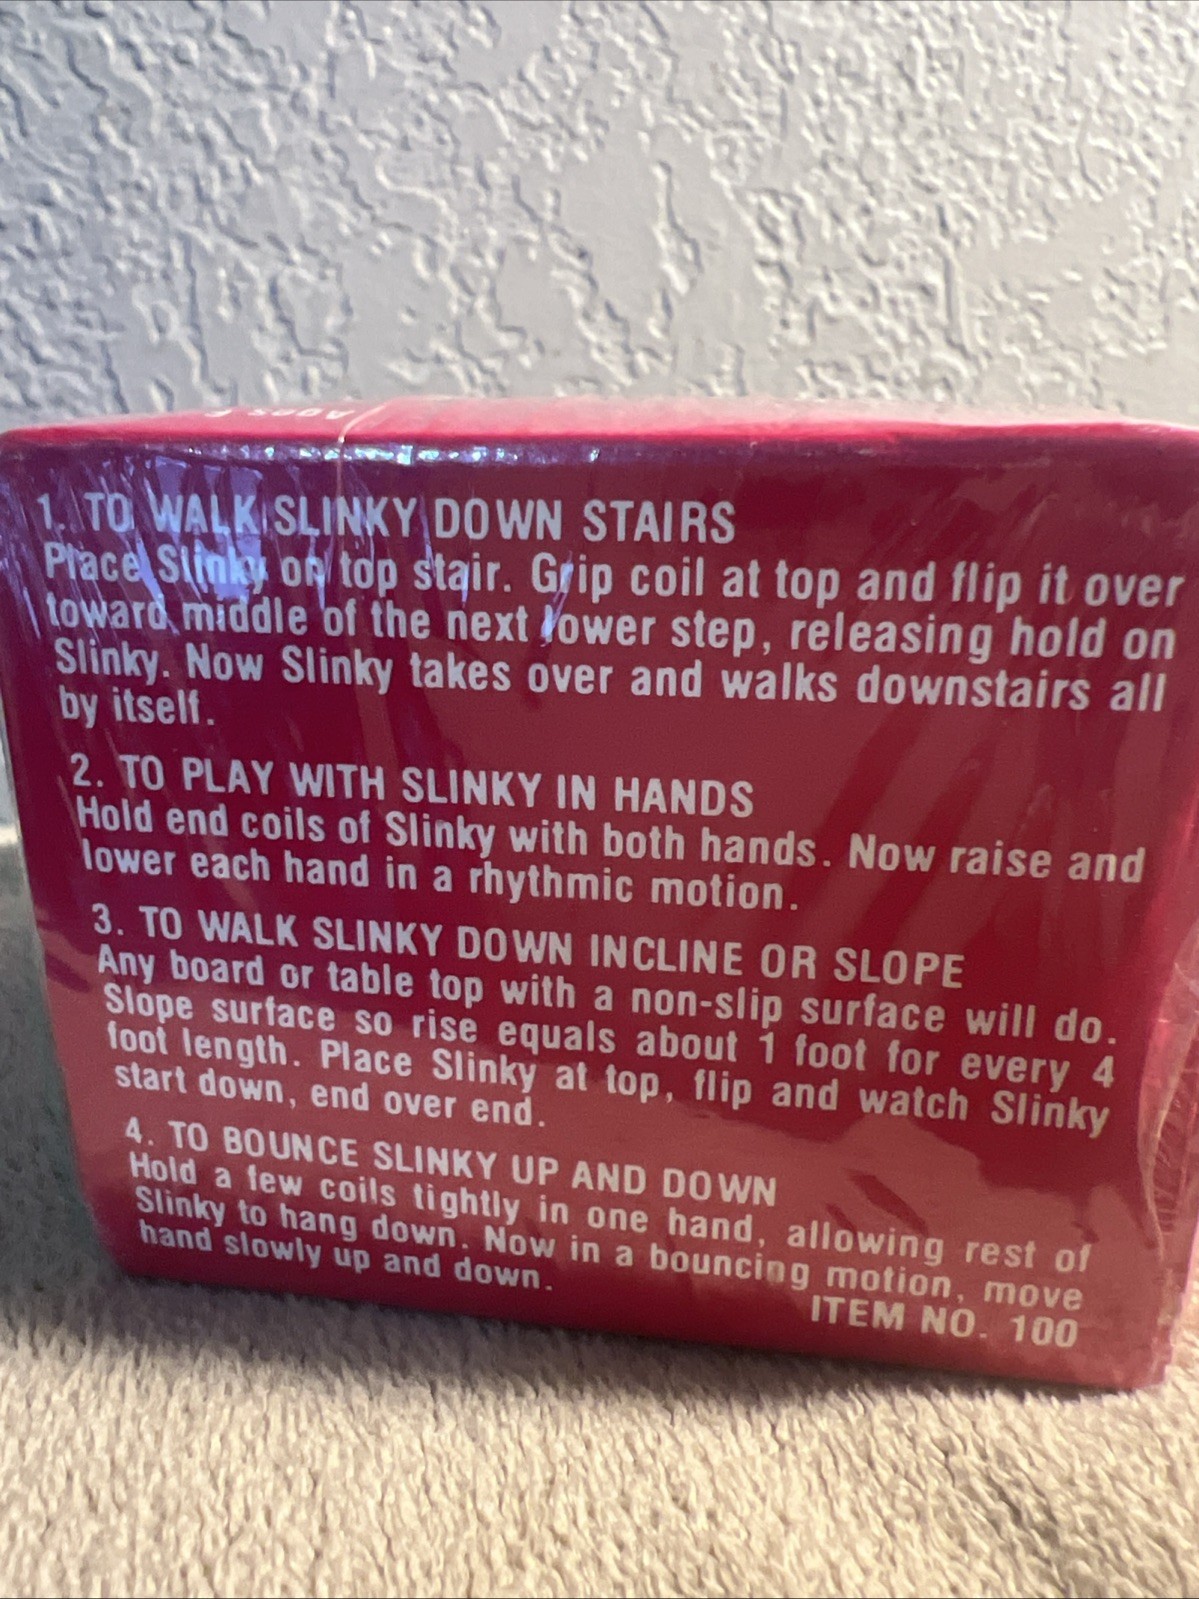 AGES
1. TO WALK SLINKY DOWN STAIRS
Place Slinky on top stair. Grip coil at top and flip it over
toward middle of the next lower step, releasing hold on
Slinky. Now Slinky takes over and walks downstairs all
by itself.
2. TO PLAY WITH SLINKY IN HANDS
Hold end coils of Slinky with both hands. Now raise and
lower each hand in a rhythmic motion.
3. TO WALK SLINKY DOWN INCLINE OR SLOPE
Any board or table top with a non-slip surface will do.
Slope surface so rise equals about 1 foot for every 4
foot length. Place Slinky at top, flip and watch Slinky
start down, end over end.
4. TO BOUNCE SLINKY UP AND DOWN
Hold a few coils tightly in one hand, allowing rest of
Slinky to hang down. Now in a bouncing motion, move
hand slowly up and down.
ITEM NO. 100